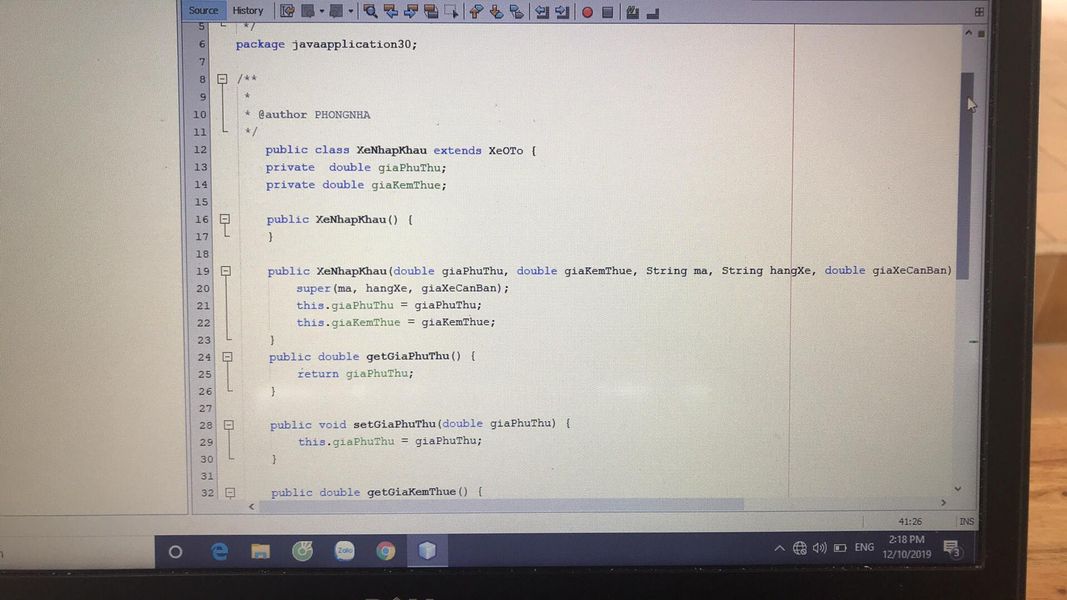 Source History
5 */
6 package javaapplication30;
7
8 /**
9 *
10 * @author PHONGNHA
11 */
12 public class XeNhapKhau extends XeOTo {
13 private double giaPhuThu;
14 private double giaKemThue;
15
16 public XeNhapKhau() {
17 }
18
19 public XeNhapKhau(double giaPhuThu, double giaKemThue, String ma, String hangXe, double giaXeCanBan)
20 super(ma, hangXe, giaXeCanBan);
21 this.giaPhuThu = giaPhuThu;
22 this.giaKemThue = giaKemThue;
23 }
24 public double getGiaPhuThu() {
25 return giaPhuThu;
26 }
27
28 public void setGiaPhuThu(double giaPhuThu) {
29 this.giaPhuThu = giaPhuThu;
30 }
31
32 public double getGiaKemThue() {
41:26 INS
Zalo
ENG
2:18 PM
12/10/2019
3